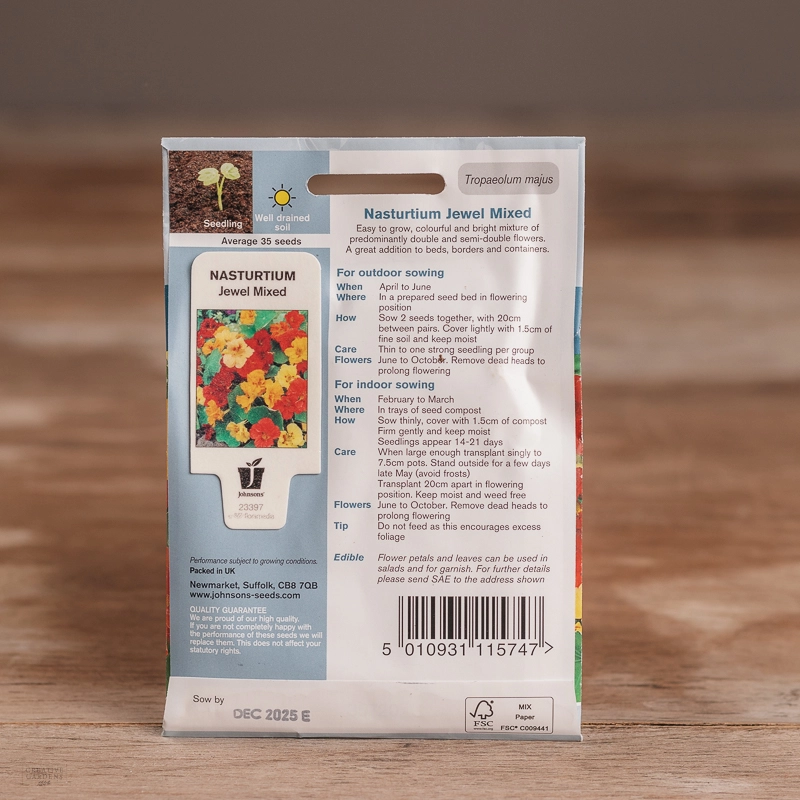 Seedling
Well drained
soil
Average 35 seeds
NASTURTIUM
Jewel Mixed
Johnsons
23397
Performance subject to growing conditions.
Packed in UK
Newmarket, Suffolk, CB8 7QB
www.johnsons-seeds.com
QUALITY GUARANTEE
We are proud of our high quality.
If you are not completely happy with
the performance of these seeds we will
replace them. This does not affect your
statutory rights.
Tropaeolum majus
Nasturtium Jewel Mixed
Easy to grow, colourful and bright mixture of
predominantly double and semi-double flowers.
A great addition to beds, borders and containers.
For outdoor sowing
When April to June
Where In a prepared seed bed in flowering
position
How Sow 2 seeds together, with 20cm
between pairs. Cover lightly with 1.5cm of
fine soil and keep moist
Care Thin to one strong seedling per group
Flowers June to October. Remove dead heads to
prolong flowering
For indoor sowing
When February to March
Where In trays of seed compost
How Sow thinly, cover with 1.5cm of compost
Firm gently and keep moist
Seedlings appear 14-21 days
Care When large enough transplant singly to
7.5cm pots. Stand outside for a few days
late May (avoid frosts)
Transplant 20cm apart in flowering
position. Keep moist and weed free
Flowers June to October. Remove dead heads to
prolong flowering
Tip Do not feed as this encourages excess
foliage
Edible Flower petals and leaves can be used in
salads and for garnish. For further details
please send SAE to the address shown
5 010931 115747 >
Sow by
DEC 2025 E
FSC
MIX
Paper
FSC® C009441